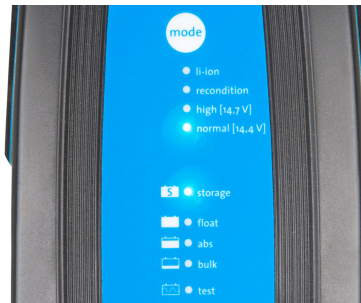 mode
li-ion
recondition
high [14,7 V]
normal [14,4 V]
S storage
float
abs
bulk
test